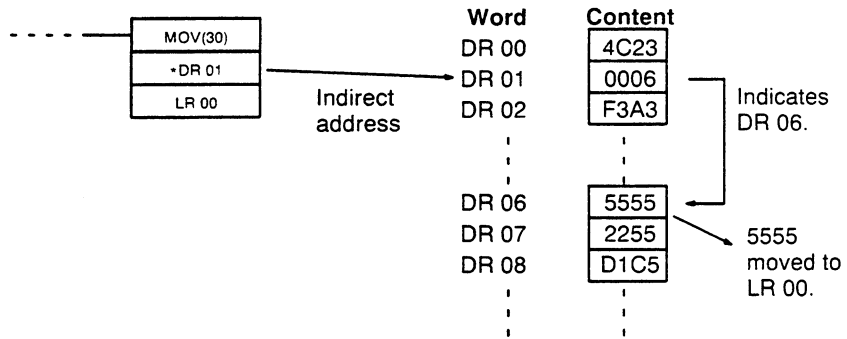 MOV(30)
*DR 01
LR 00
Indirect
address
Word Content
DR 00 4C23
DR 01 0006
DR 02 F3A3
Indicates
DR 06.
DR 06 5555
DR 07 2255
DR 08 D1C5
5555
moved to
LR 00.